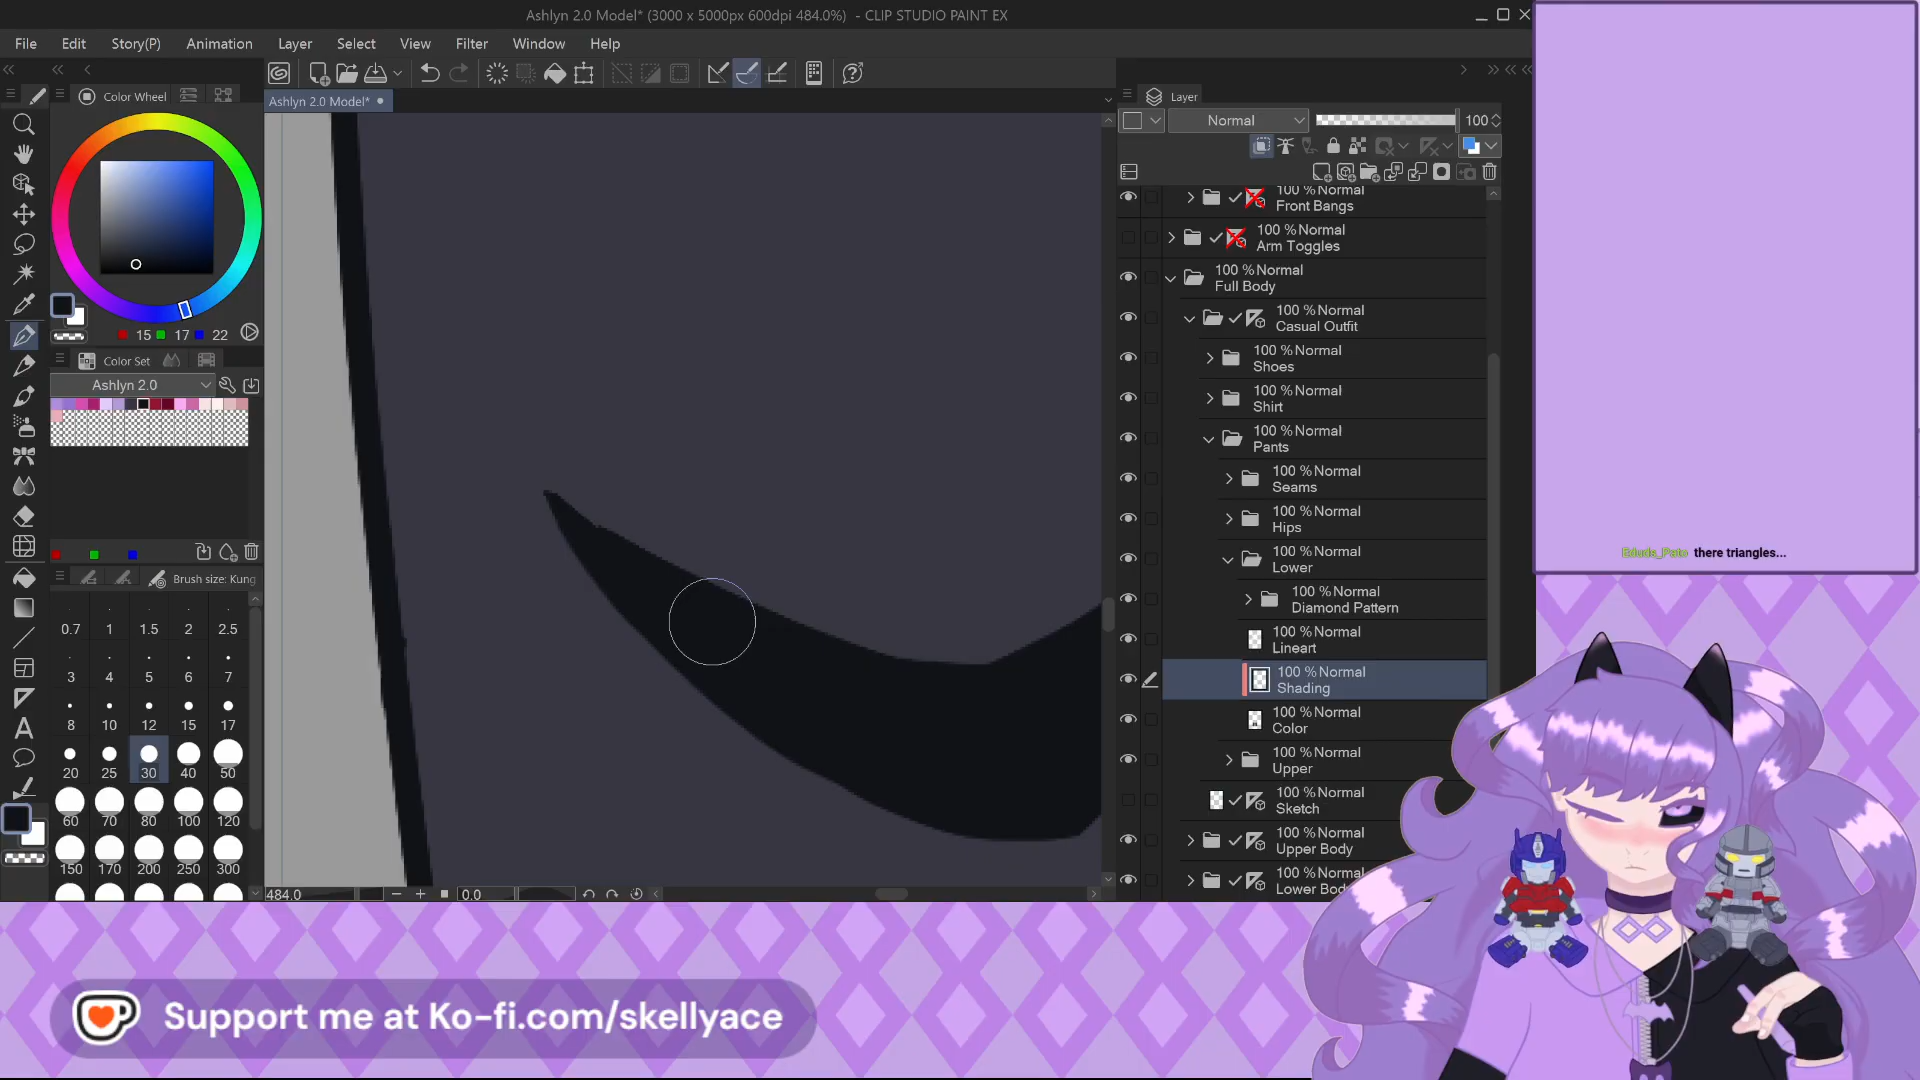 Ashlyn 2.0 Model* (3000 x 5000px 600dpi 484.0%) - CLIP STUDIO PAINT EX
File Edit Story(P) Animation Layer Select View Filter Window Help
Color Wheel
Ashlyn 2.0 Model*
Layer
Normal 100
100 %Normal
Front Bangs
100 %Normal
Arm Toggles
100 %Normal
Full Body
100 %Normal
Casual Outfit
15 17 22
100 %Normal
Shoes
Color Set
Ashlyn 2.0
100 %Normal
Shirt
100 %Normal
Pants
100 %Normal
Seams
100 %Normal
Hips
100 %Normal
Lower
Eduds_Pato there triangles...
Brush size: Kung
100 %Normal
Diamond Pattern
0.7 1 1.5 2 2.5
100 %Normal
Lineart
3 4 5 6 7
100 %Normal
Shading
8 10 12 15 17
100 %Normal
Color
20 25 30 40 50
100 %Normal
Upper
60 70 80 100 120
100 %Normal
Sketch
150 170 200 250 300
100 %Normal
Upper Body
100 %Normal
Lower Bod
484.0 0.0
Support me at Ko-fi.com/skellyace